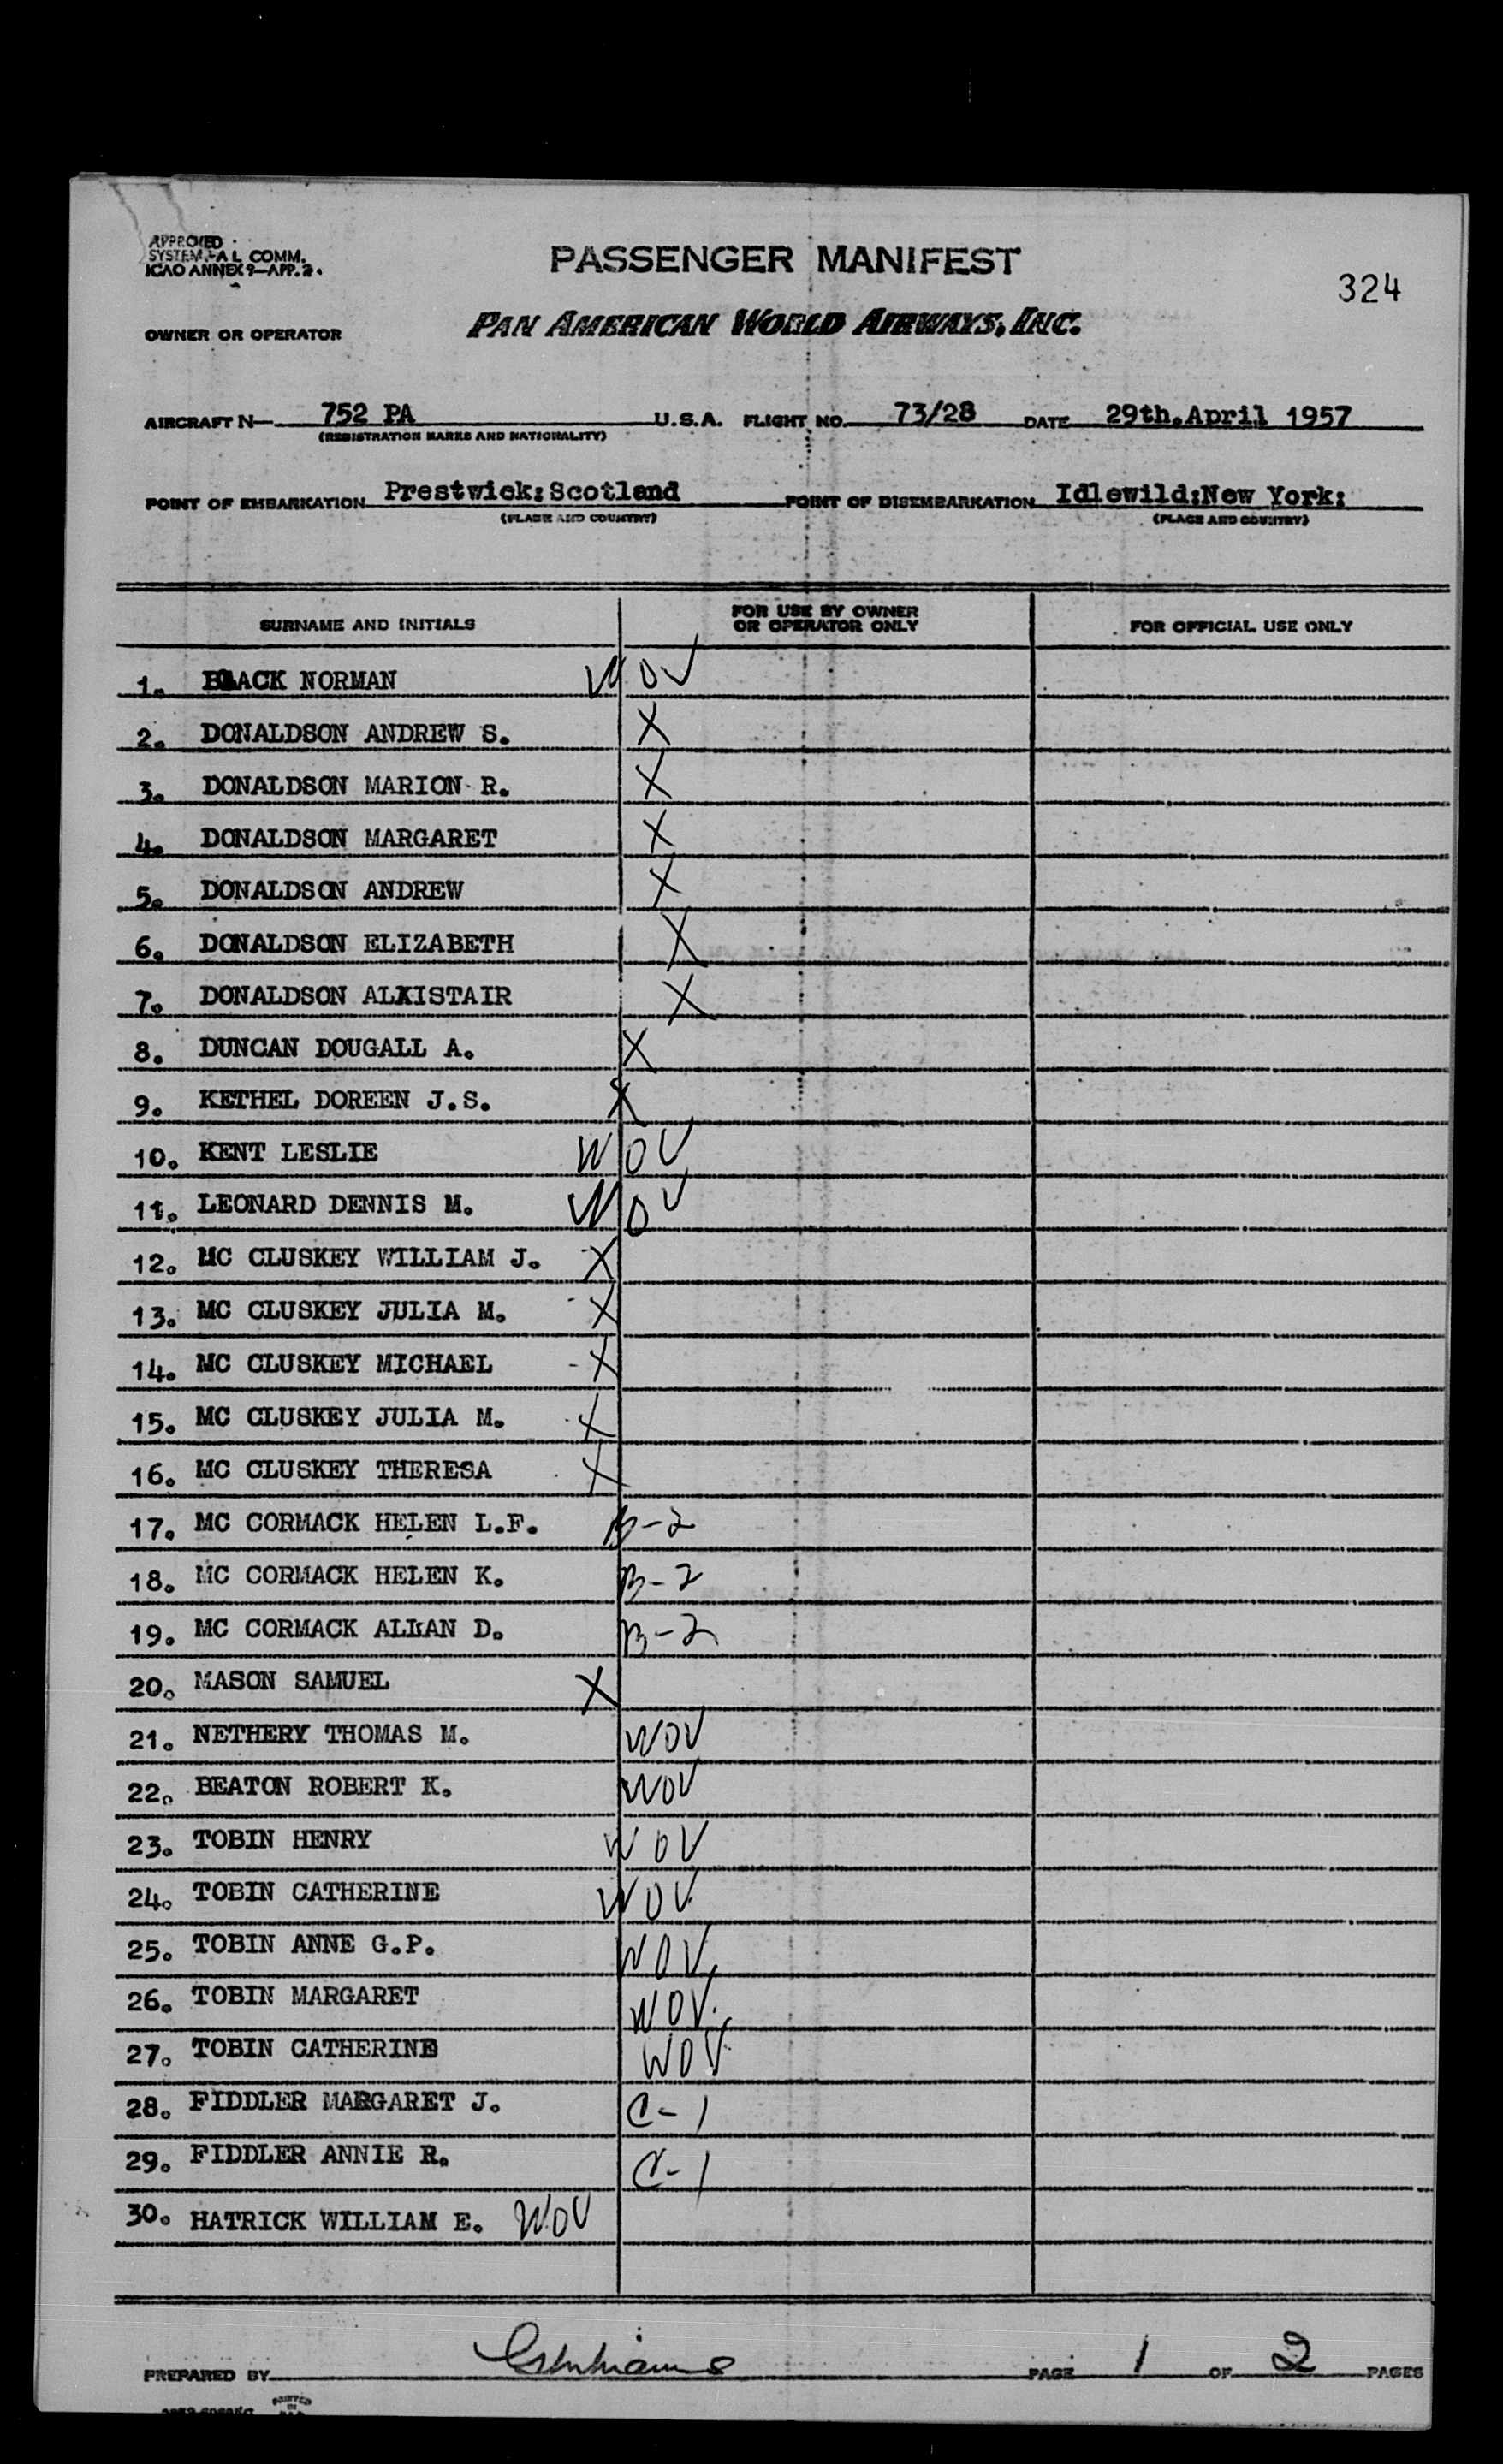 APPROVED
SYSTEM-AL COMM.
ICAO ANNEX 9—APP. 2.
PASSENGER MANIFEST
324
OWNER OR OPERATOR PAN AMERICAN WORLD AIRWAYS, INC.
AIRCRAFT N— 752 PA U.S.A. FLIGHT NO. 73/28 DATE 29th.April 1957
(REGISTRATION MARKS AND NATIONALITY)
POINT OF EMBARKATION Prestwick:Scotland POINT OF DISEMBARKATION Idlewild:New York:
(PLACE AND COUNTRY) (PLACE AND COUNTRY)
SURNAME AND INITIALS FOR USE BY OWNER OR OPERATOR ONLY FOR OFFICIAL USE ONLY
1. BLACK NORMAN WOV
2. DONALDSON ANDREW S. X
3. DONALDSON MARION R. X
4. DONALDSON MARGARET X
5. DONALDSON ANDREW X
6. DONALDSON ELIZABETH X
7. DONALDSON ALXISTAIR X
8. DUNCAN DOUGALL A. X
9. KETHEL DOREEN J.S. X
10. KENT LESLIE WOV
11. LEONARD DENNIS M. WOV
12. MC CLUSKEY WILLIAM J. X
13. MC CLUSKEY JULIA M. X
14. MC CLUSKEY MICHAEL X
15. MC CLUSKEY JULIA M. X
16. MC CLUSKEY THERESA X
17. MC CORMACK HELEN L.F. B-2
18. MC CORMACK HELEN K. B-2
19. MC CORMACK ALLAN D. B-2
20. MASON SAMUEL X
21. NETHERY THOMAS M. WOV
22. BEATON ROBERT K. WOV
23. TOBIN HENRY WOV
24. TOBIN CATHERINE WOV
25. TOBIN ANNE G.P. WOV
26. TOBIN MARGARET WOV
27. TOBIN CATHERINE WOV
28. FIDDLER MARGARET J. C-1
29. FIDDLER ANNIE R. C-1
30. HATRICK WILLIAM E. WOV
PREPARED BY PAGE 1 OF 2 PAGES
PRINTED IN